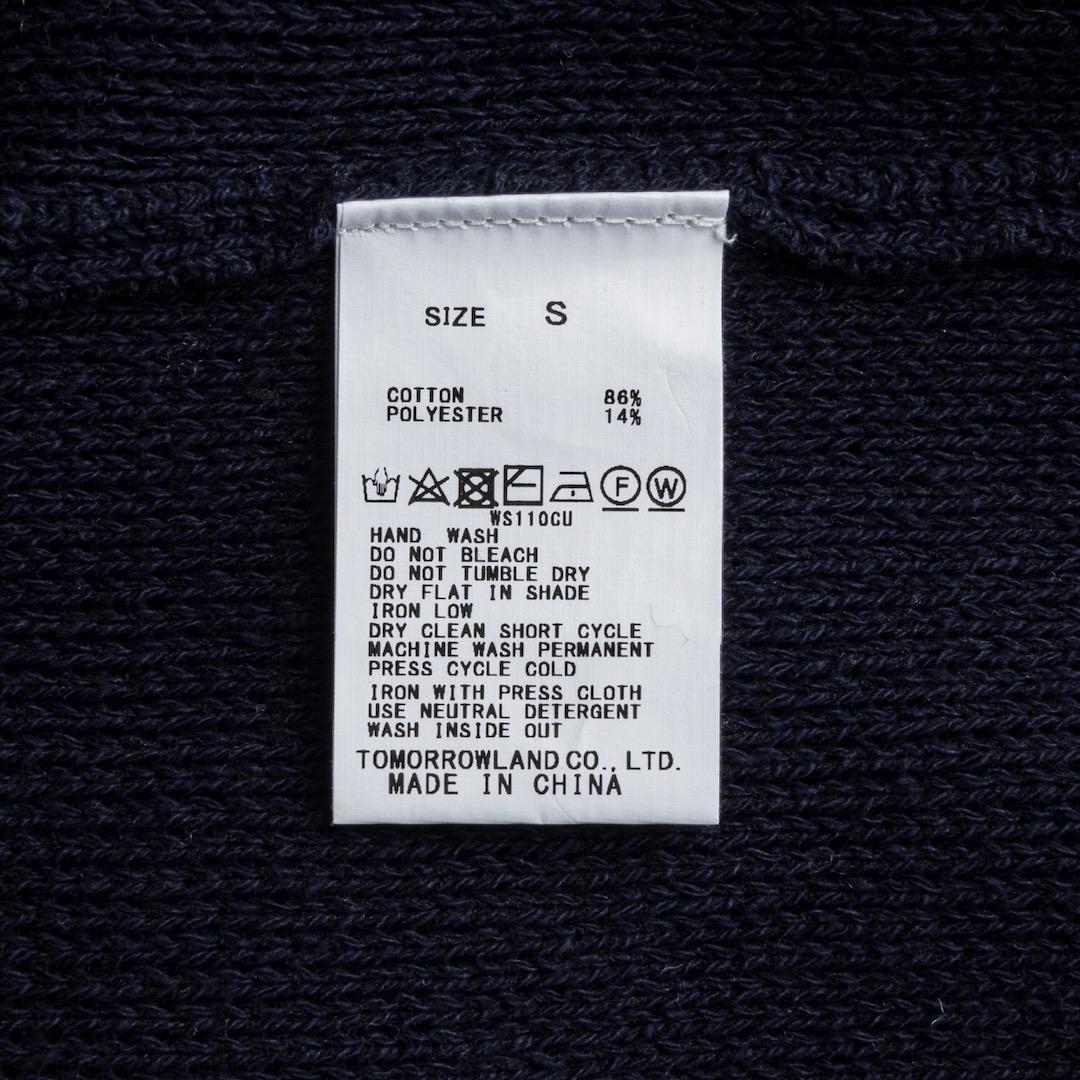 SIZE S
COTTON 86%
POLYESTER 14%
F W
WS110CU
HAND WASH
DO NOT BLEACH
DO NOT TUMBLE DRY
DRY FLAT IN SHADE
IRON LOW
DRY CLEAN SHORT CYCLE
MACHINE WASH PERMANENT
PRESS CYCLE COLD
IRON WITH PRESS CLOTH
USE NEUTRAL DETERGENT
WASH INSIDE OUT
TOMORROWLAND CO., LTD.
MADE IN CHINA